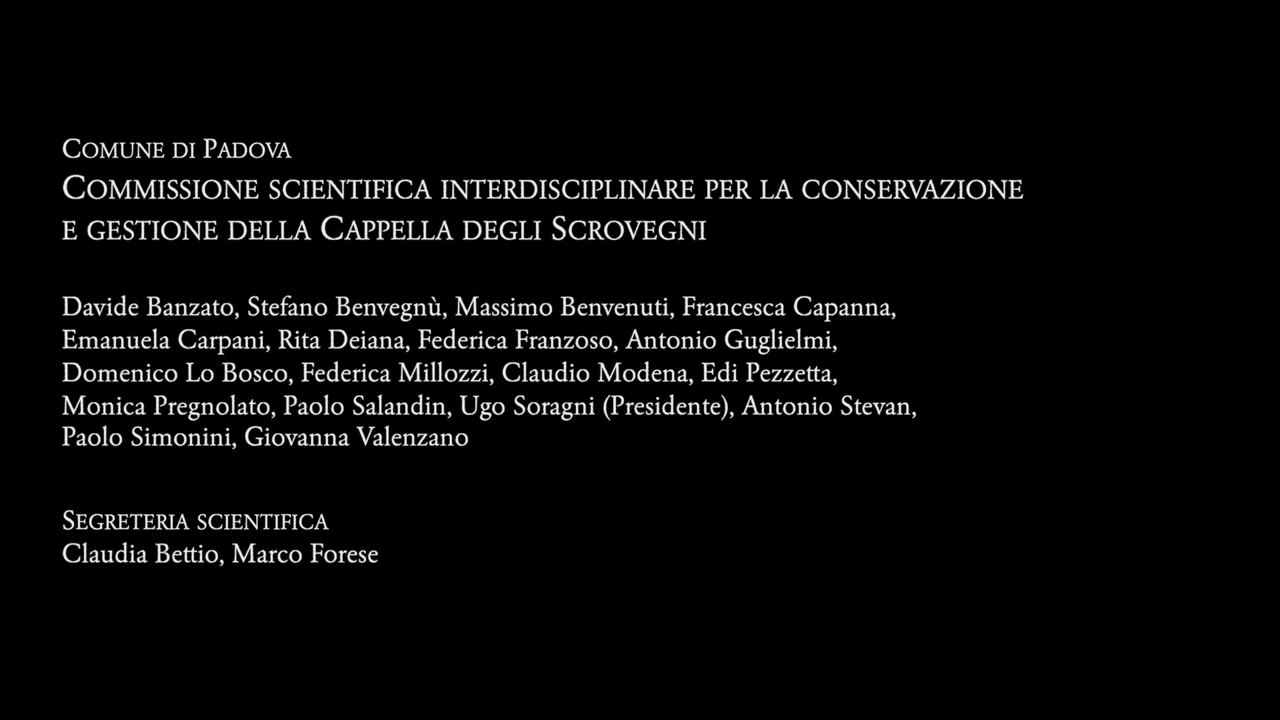 Comune di Padova
Commissione scientifica interdisciplinare per la conservazione
e gestione della Cappella degli Scrovegni
Davide Banzato, Stefano Benvegnù, Massimo Benvenuti, Francesca Capanna,
Emanuela Carpani, Rita Deiana, Federica Franzoso, Antonio Guglielmi,
Domenico Lo Bosco, Federica Millozzi, Claudio Modena, Edi Pezzetta,
Monica Pregnolato, Paolo Salandin, Ugo Soragni (Presidente), Antonio Stevan,
Paolo Simonini, Giovanna Valenzano
Segreteria scientifica
Claudia Bettio, Marco Forese